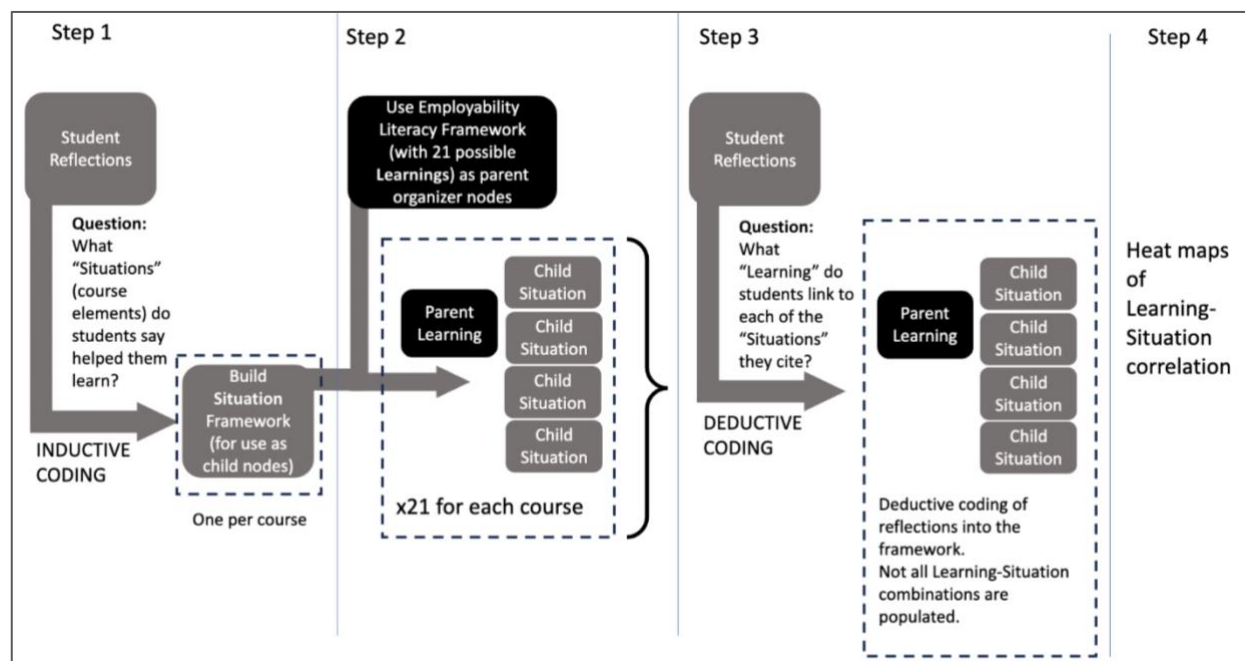 Step 1
Student
Reflections
Question:
What
“Situations”
(course
elements) do
students say
helped them
learn?
INDUCTIVE
CODING
Build
Situation
Framework
(for use as
child nodes)
One per course
Step 2
Use Employability
Literacy Framework
(with 21 possible
Learnings) as parent
organizer nodes
Parent
Learning
Child
Situation
Child
Situation
Child
Situation
Child
Situation
x21 for each course
Step 3
Student
Reflections
Question:
What
“Learning” do
students link to
each of the
“Situations”
they cite?
DEDUCTIVE
CODING
Parent
Learning
Child
Situation
Child
Situation
Child
Situation
Child
Situation
Deductive coding of
reflections into the
framework.
Not all Learning-Situation
combinations are
populated.
Step 4
Heat maps
of
Learning-
Situation
correlation